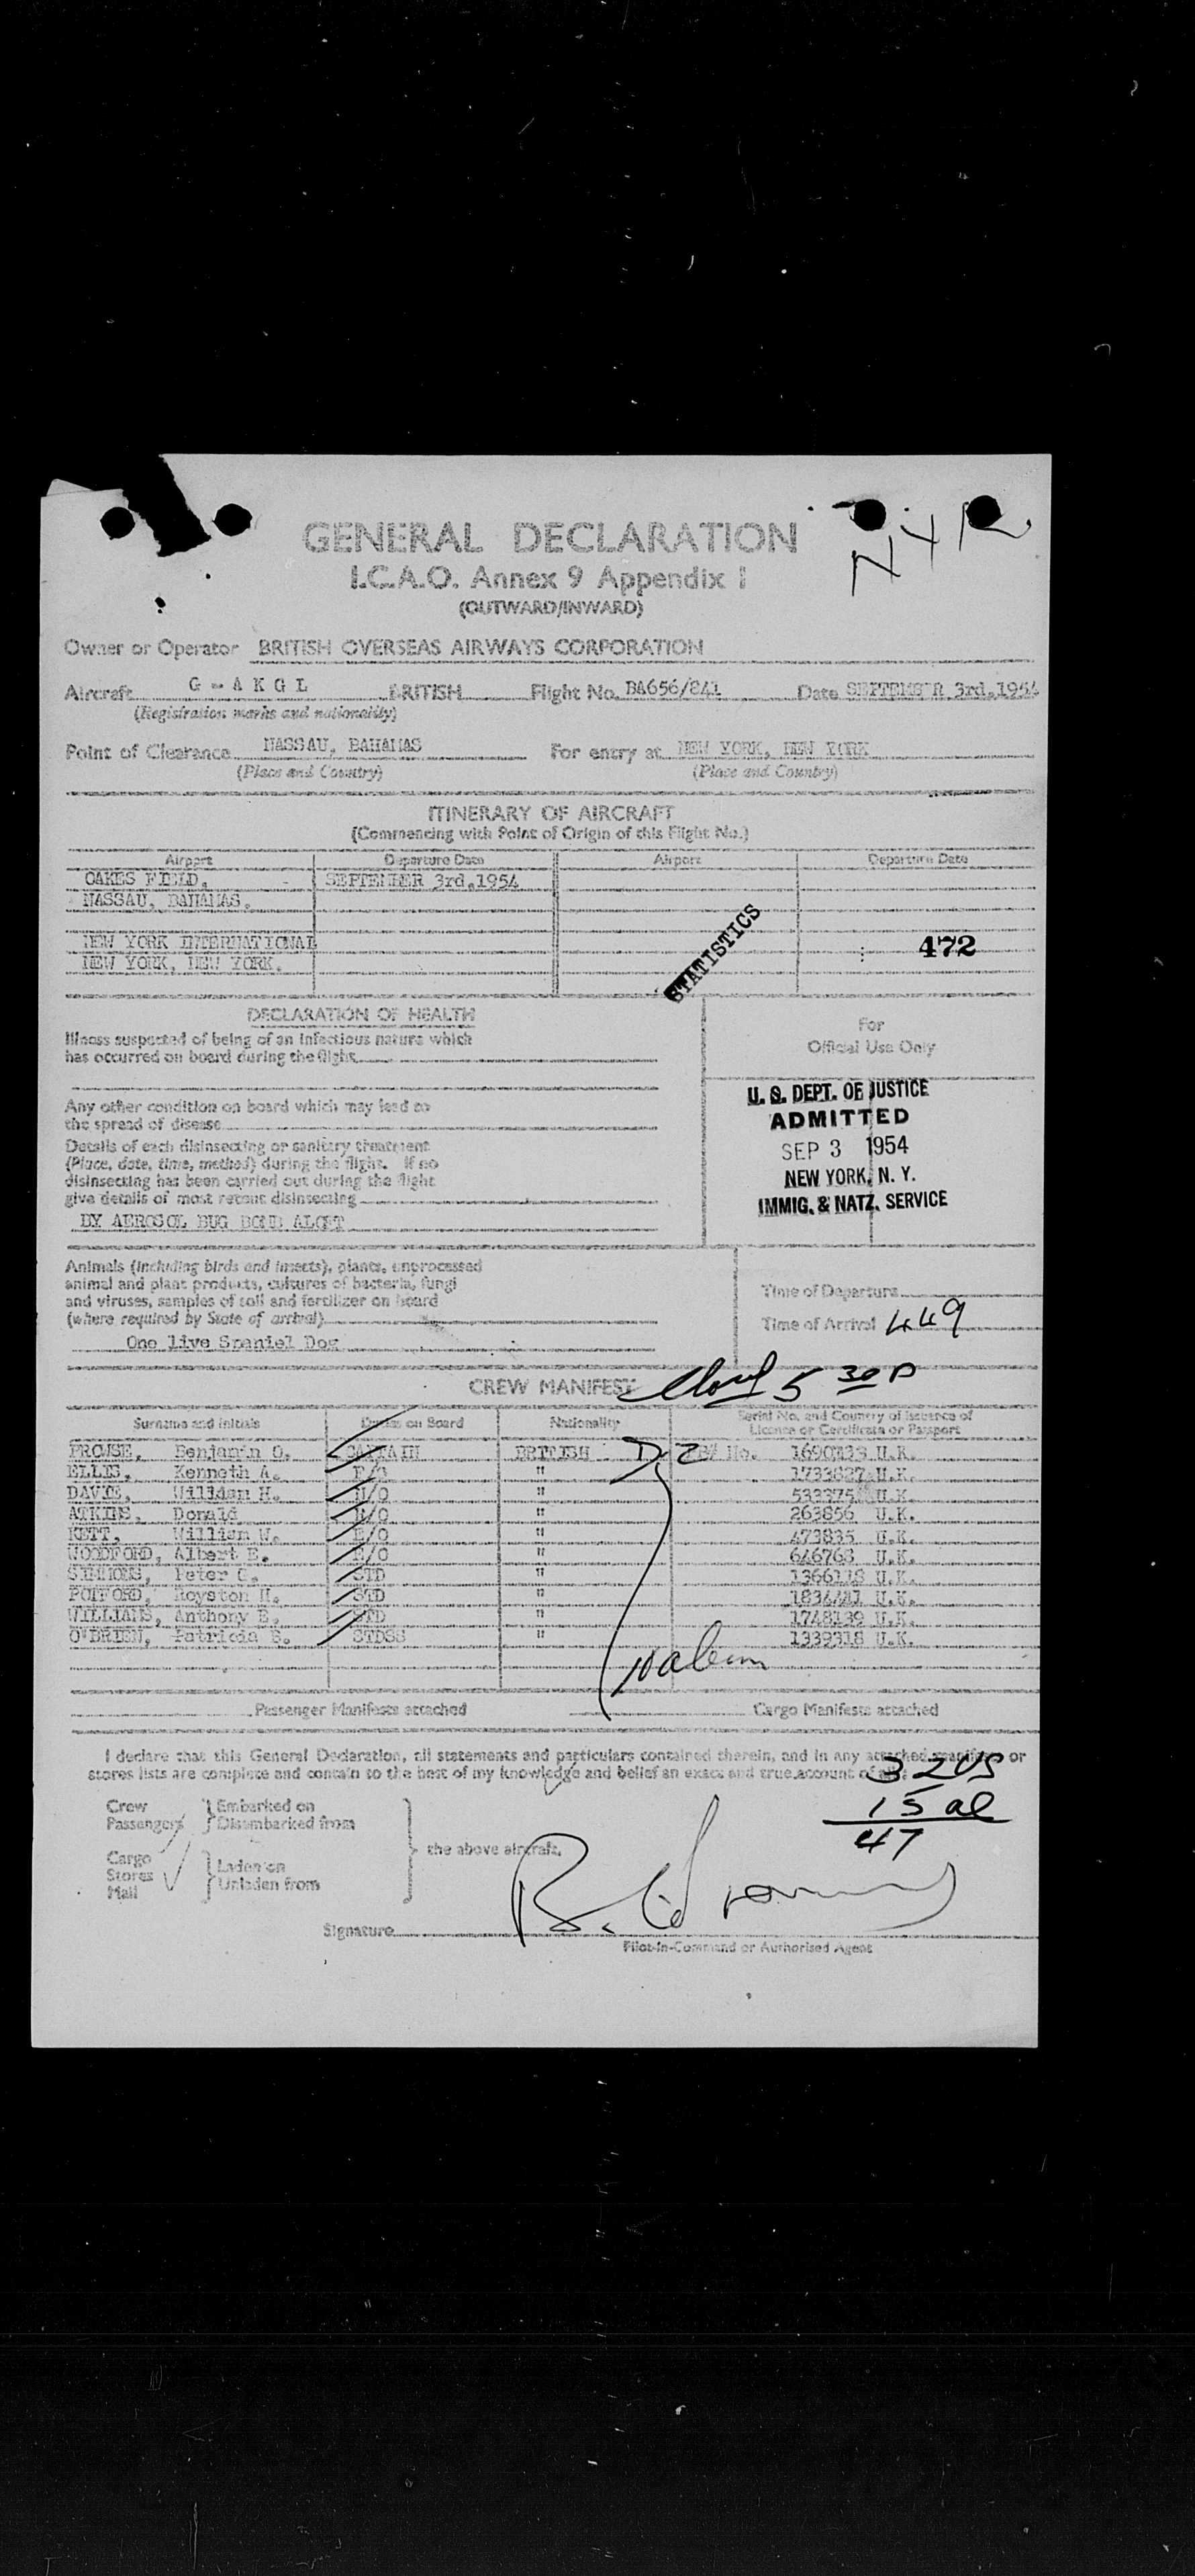 GENERAL DECLARATION
I.C.A.O. Annex 9 Appendix 1
(OUTWARD/INWARD)
Owner or Operator BRITISH OVERSEAS AIRWAYS CORPORATION
Aircraft G - A K G L BRITISH Flight No. BA656/841 Date SEPTEMBER 3rd.1954
(Registration marks and nationality)
Point of Clearance NASSAU, BAHAMAS For entry at NEW YORK, NEW YORK
(Place and Country) (Place and Country)
ITINERARY OF AIRCRAFT
(Commencing with Point of Origin of this Flight No.)
Airport Departure Date Airport Departure Date
OAKES FIELD, SEPTEMBER 3rd.1954
NASSAU, BAHAMAS.
STATISTICS
NEW YORK INTERNATIONAL 472
NEW YORK, NEW YORK.
DECLARATION OF HEALTH
Illness suspected of being of an infectious nature which
has occurred on board during the flight
For
Official Use Only
Any other condition on board which may lead to
the spread of disease
Details of each disinsecting or sanitary treatment
(Place, date, time, method) during the flight. If no
disinsecting has been carried out during the flight
give details of most recent disinsecting
BY AEROSOL BUG BOMB
U. S. DEPT. OF JUSTICE
ADMITTED
SEP 3 1954
NEW YORK, N. Y.
IMMIG. & NATZ. SERVICE
Animals (including birds and insects), plants, unprocessed
animal and plant products, cultures of bacteria, fungi
and viruses, samples of soil and fertilizer on board
(where required by State of arrival)
One live Spaniel Dog
Time of Departure
Time of Arrival 449
CREW MANIFEST 5 30 P
Surname and Initials Duties on Board Nationality Serial No. and Country of Issuance of
Licence or Certificate or Passport
PROWSE, Benjamin O. CAPTAIN BRITISH D2 No. 1690139 U.K.
ELLIS, Kenneth A. F/O " 1733827 U.K.
DAVIE, William H. N/O " 533375 U.K.
ATKINS, Donald R/O " 263856 U.K.
KETT, William W. E/O " 473835 U.K.
WOODFORD, Albert E. E/O " 646768 U.K.
SIMMONS, Peter C. STD " 1366118 U.K.
POTFORD, Royston H. STD " 1834441 U.K.
WILLIAMS, Anthony E. STD " 1748139 U.K.
O'BRIEN, Patricia B. STDSS " 1339318 U.K.
Passenger Manifests attached Cargo Manifests attached
I declare that this General Declaration, all statements and particulars contained therein, and in any attached manifests or
stores lists are complete and contain to the best of my knowledge and belief an exact and true account of all:
32 US
15 al
47
Crew Embarked on
Passengers Disembarked from
the above aircraft.
Cargo
Stores Laden on
Mail Unladen from
Signature
Pilot-in-Command or Authorised Agent